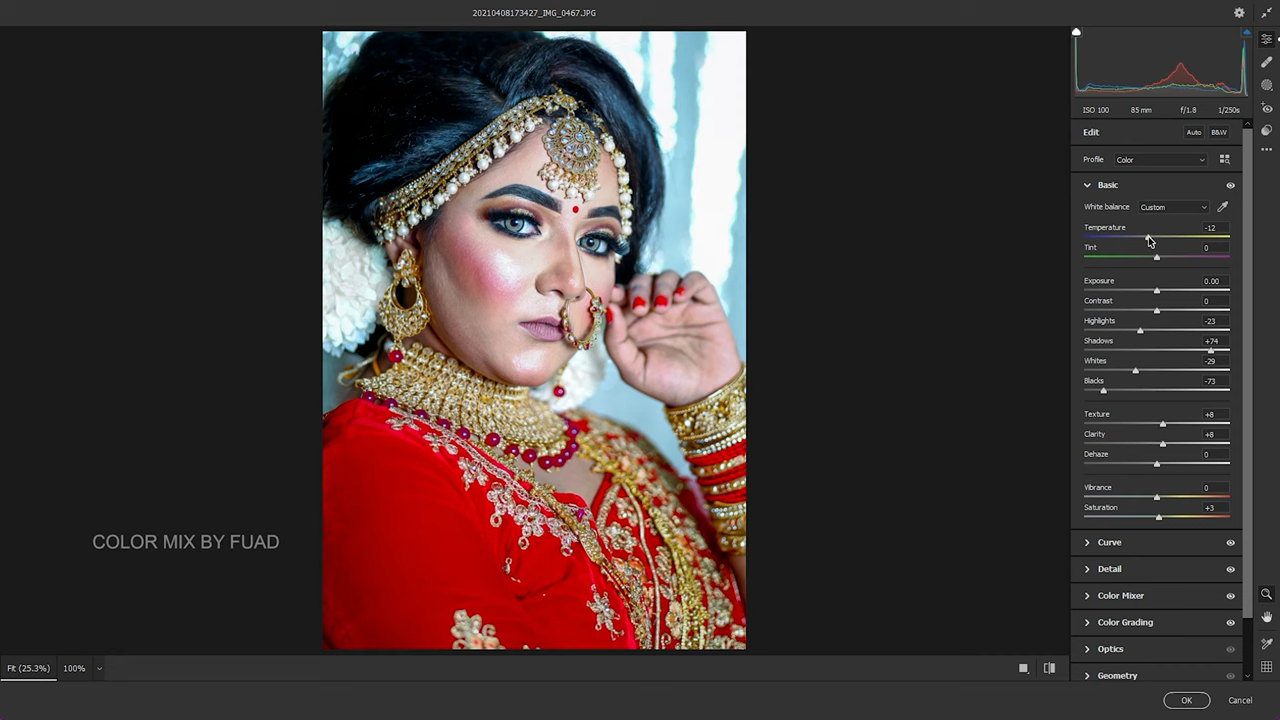 20210408173427_IMG_0467.JPG
ISO 100 85 mm f/1.8 1/250s
Edit Auto B&W
Profile Color
Basic
White balance Custom
Temperature -12
Tint 0
Exposure 0.00
Contrast 0
Highlights -23
Shadows +74
Whites -29
Blacks -73
Texture +8
Clarity +8
Dehaze 0
Vibrance 0
Saturation +3
Curve
Detail
Color Mixer
Color Grading
Optics
Geometry
COLOR MIX BY FUAD
Fit (25.3%) 100%
OK Cancel